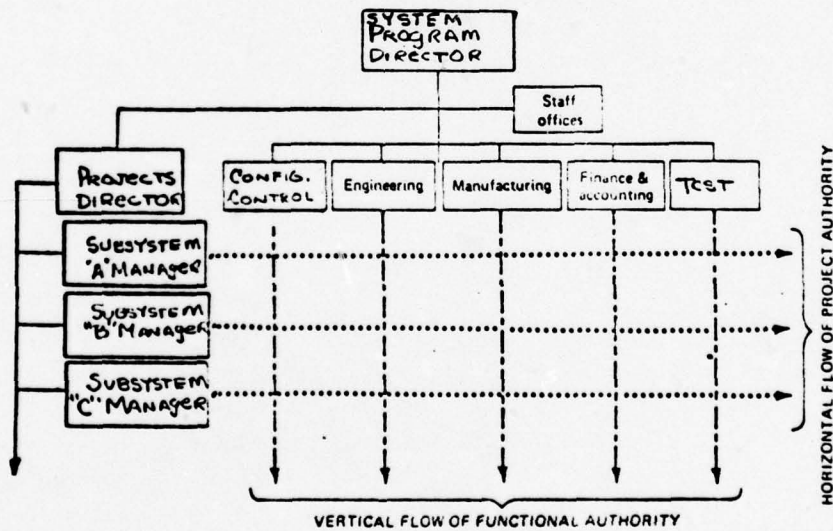 SYSTEM
PROGRAM
DIRECTOR
Staff
offices
PROJECTS
DIRECTOR
CONFIG.
CONTROL
Engineering
Manufacturing
Finance &
accounting
TEST
SUBSYSTEM
"A" MANAGER
SUBSYSTEM
"B" MANAGER
SUBSYSTEM
"C" MANAGER
HORIZONTAL FLOW OF PROJECT AUTHORITY
VERTICAL FLOW OF FUNCTIONAL AUTHORITY